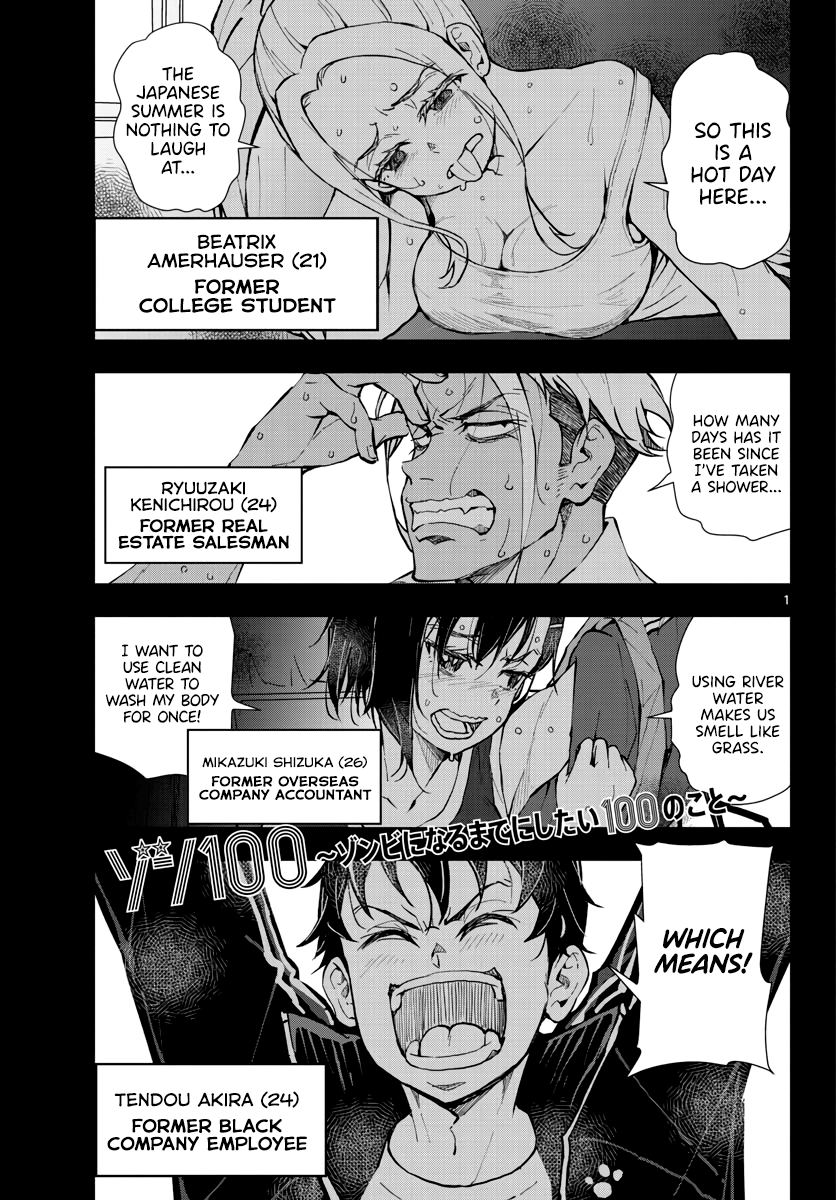 SO THIS
IS A
HOT DAY
HERE...
THE
JAPANESE
SUMMER IS
NOTHING TO
LAUGH
AT...
BEATRIX
AMERHAUSER (21)
FORMER
COLLEGE STUDENT
HOW MANY
DAYS HAS IT
BEEN SINCE
I'VE TAKEN
A SHOWER...
RYUUZAKI
KENICHIROU (24)
FORMER REAL
ESTATE SALESMAN
1
USING RIVER
WATER
MAKES US
SMELL LIKE
GRASS.
I WANT TO
USE CLEAN
WATER TO
WASH MY BODY
FOR ONCE!
MIKAZUKI SHIZUKA (26)
FORMER OVERSEAS
COMPANY ACCOUNTANT
ゾン100
～ゾンビになるまでにしたい100のこと～
WHICH
MEANS!
TENDOU AKIRA (24)
FORMER BLACK
COMPANY EMPLOYEE